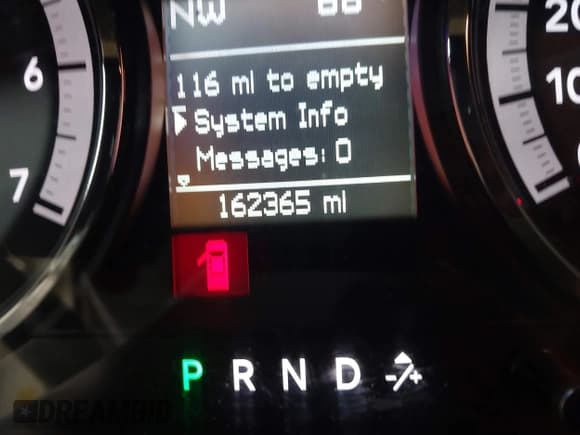 NW
6
7
116 mi to empty
System Info
Messages: 0
162365 mi
20
10
P R N D -/+
DREAMBID